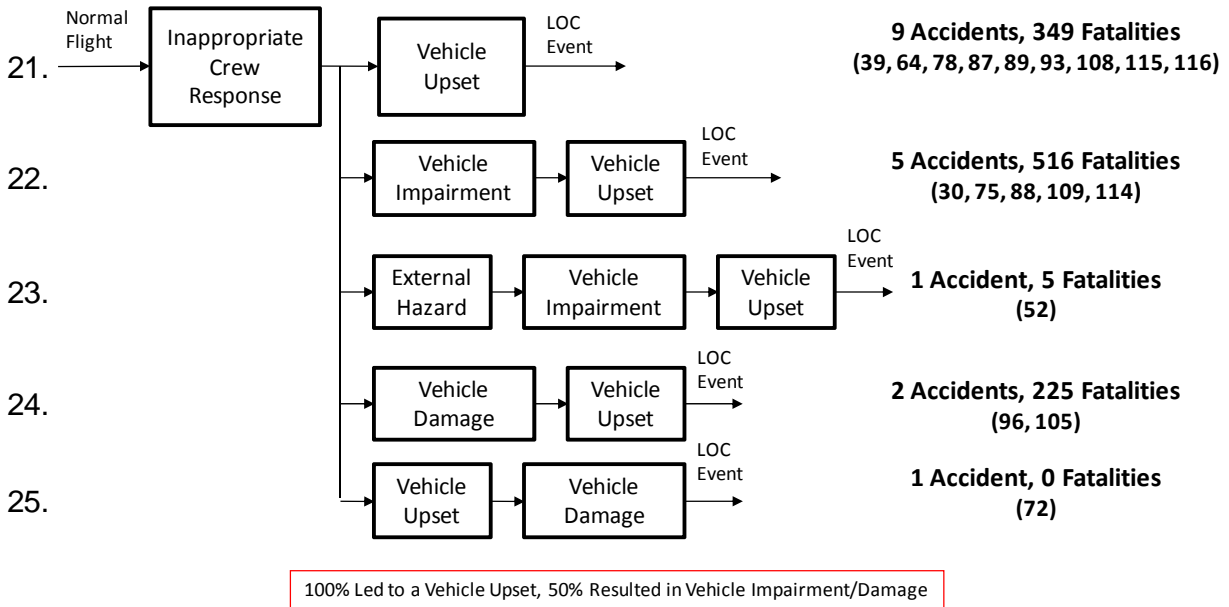 Normal
Flight
LOC
Event
21.
Inappropriate
Crew
Response
Vehicle
Upset
9 Accidents, 349 Fatalities
(39, 64, 78, 87, 89, 93, 108, 115, 116)
22.
Vehicle
Impairment
Vehicle
Upset
LOC
Event
5 Accidents, 516 Fatalities
(30, 75, 88, 109, 114)
23.
External
Hazard
Vehicle
Impairment
Vehicle
Upset
LOC
Event
1 Accident, 5 Fatalities
(52)
24.
Vehicle
Damage
Vehicle
Upset
LOC
Event
2 Accidents, 225 Fatalities
(96, 105)
25.
Vehicle
Upset
Vehicle
Damage
LOC
Event
1 Accident, 0 Fatalities
(72)
100% Led to a Vehicle Upset, 50% Resulted in Vehicle Impairment/Damage